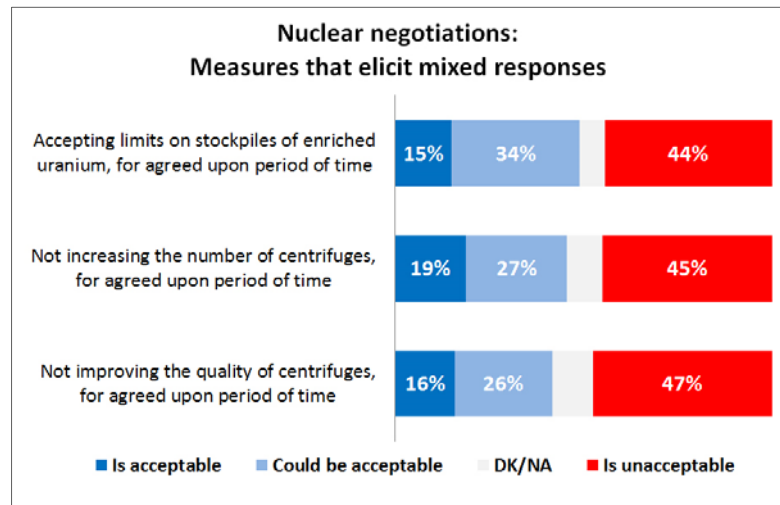 Nuclear negotiations:
Measures that elicit mixed responses
Accepting limits on stockpiles of enriched
uranium, for agreed upon period of time
15% 34% 44%
Not increasing the number of centrifuges,
for agreed upon period of time
19% 27% 45%
Not improving the quality of centrifuges,
for agreed upon period of time
16% 26% 47%
Is acceptable Could be acceptable DK/NA Is unacceptable